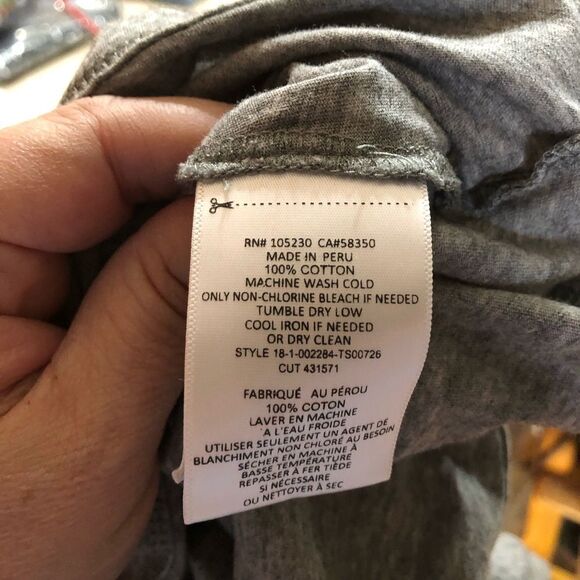 RN# 105230 CA#58350
MADE IN PERU
100% COTTON
MACHINE WASH COLD
ONLY NON-CHLORINE BLEACH IF NEEDED
TUMBLE DRY LOW
COOL IRON IF NEEDED
OR DRY CLEAN
STYLE 18-1-002284-TS00726
CUT 431571
FABRIQUÉ AU PÉROU
100% COTON
LAVER EN MACHINE
A L'EAU FROIDE
UTILISER SEULEMENT UN AGENT DE
BLANCHIMENT NON CHLORÉ AU BESOIN
SÉCHER EN MACHINE
BASSE TEMPÉRATURE
REPASSER À FER TIÈDE
SI NÉCESSAIRE
OU NETTOYER À SEC